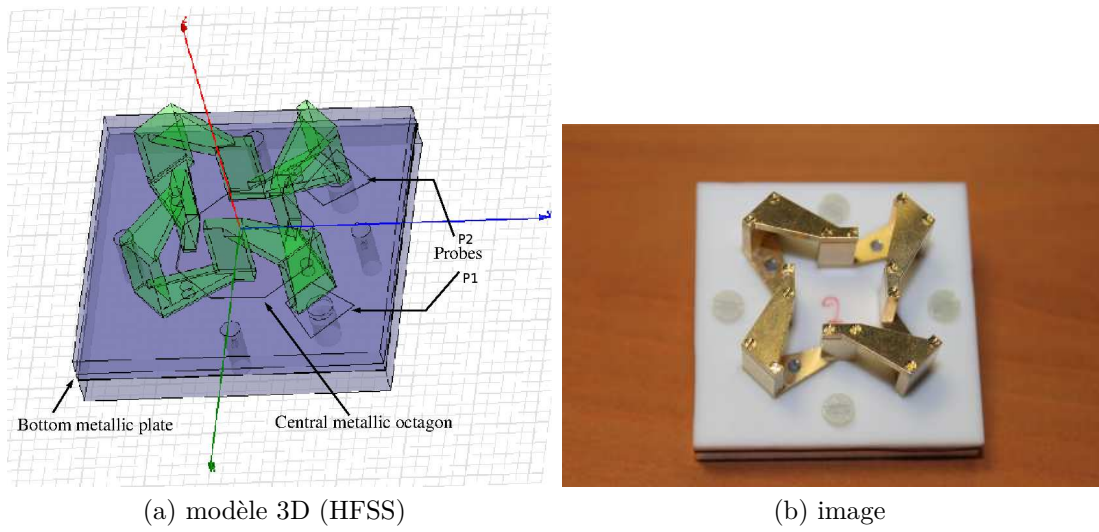 P2
Probes
P1
Bottom metallic plate
Central metallic octagon
2
(a) modèle 3D (HFSS)
(b) image